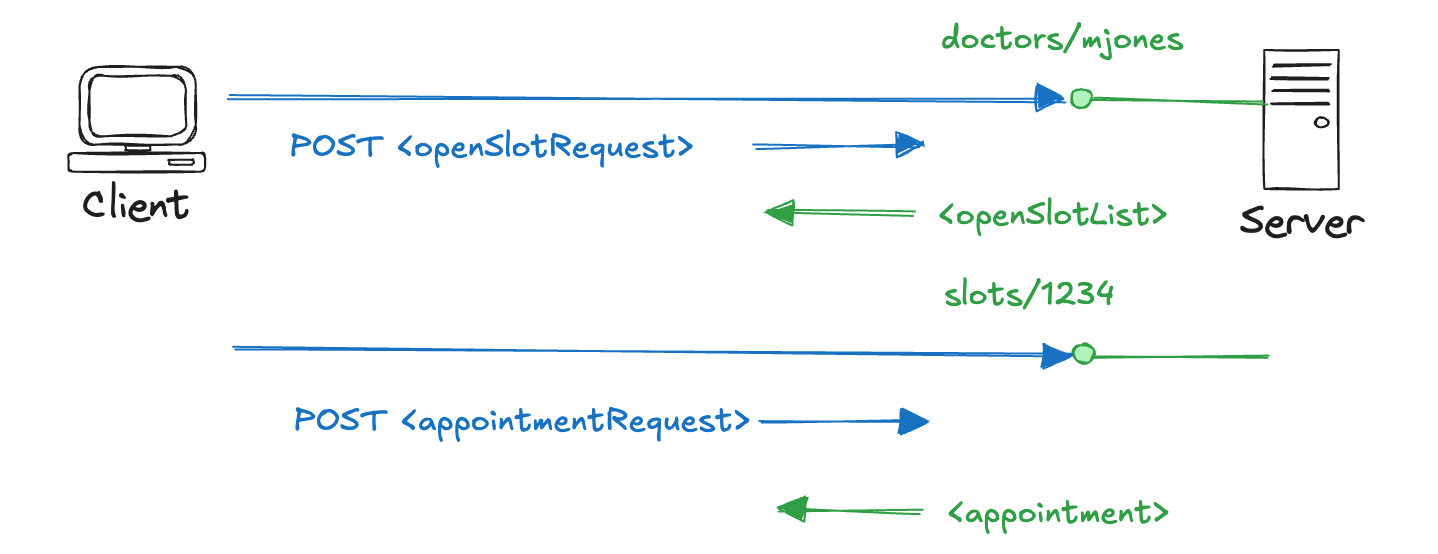 doctors/mjones
POST <openSlotRequest>
Client
<openSlotList>
Server
slots/1234
POST <appointmentRequest>
<appointment>